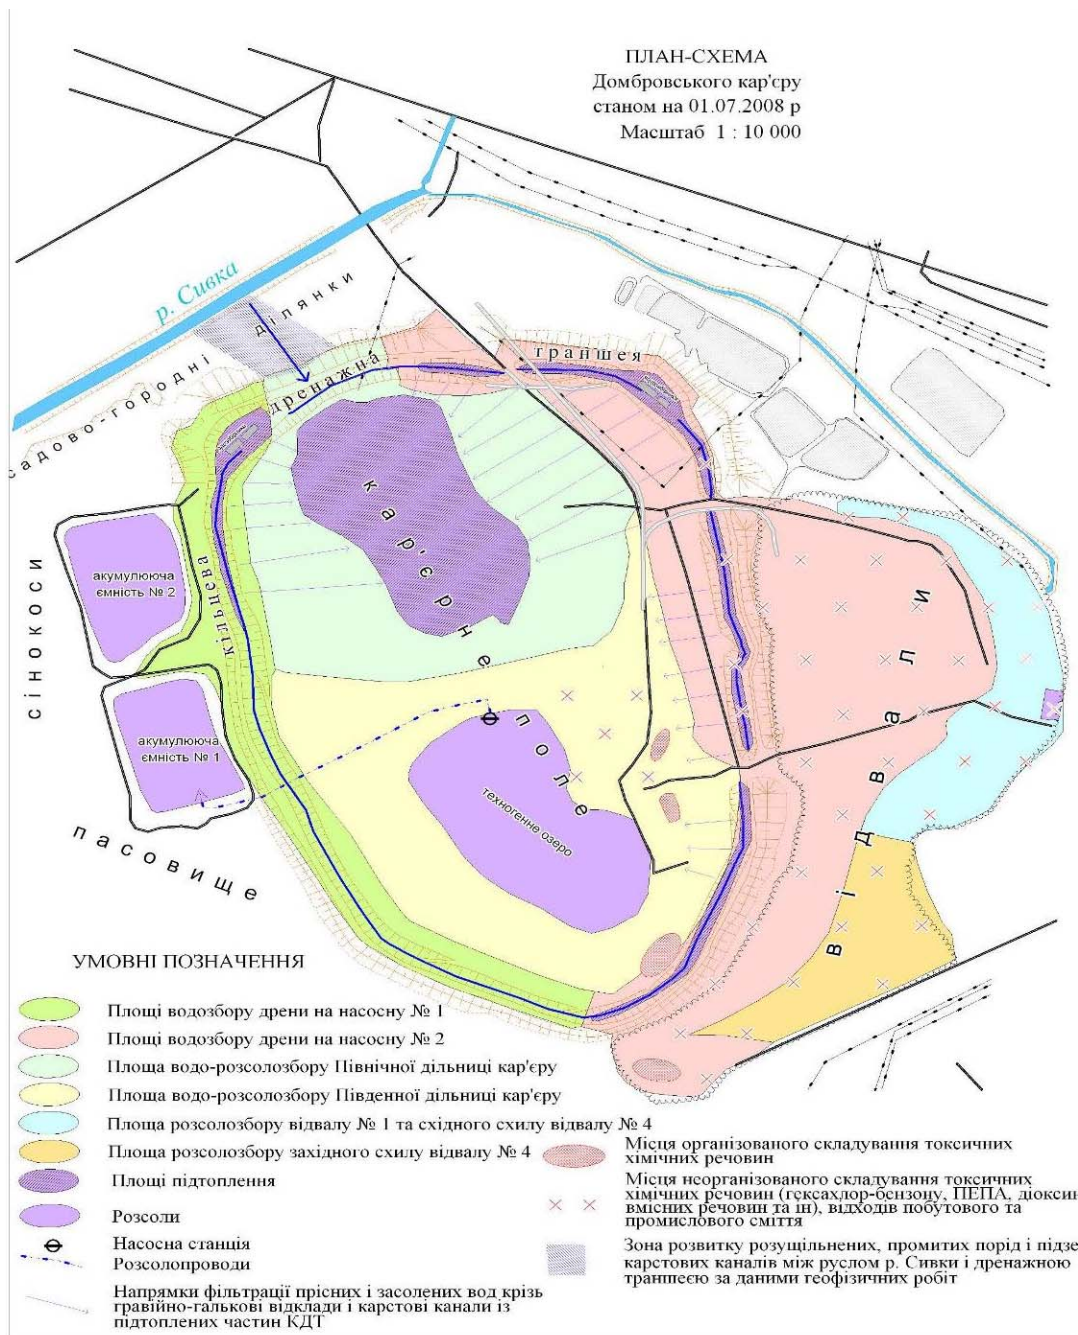 ПЛАН-СХЕМА
Домбровського кар'єру
станом на 01.07.2008 р
Масштаб 1 : 10 000
р. Сивка
садово-городні ділянки
кільцева дренажна траншея
кар'єрне поле
сінокоси
акумулююча
ємність № 2
акумулююча
ємність № 1
пасовище
техногенне озеро
відвали
УМОВНІ ПОЗНАЧЕННЯ
Площі водозбору дрени на насосну № 1
Площі водозбору дрени на насосну № 2
Площа водо-розсолозбору Північної дільниці кар'єру
Площа водо-розсолозбору Південної дільниці кар'єру
Площа розсолозбору відвалу № 1 та східного схилу відвалу № 4
Площа розсолозбору західного схилу відвалу № 4
Площі підтоплення
Розсоли
Насосна станція
Розсолопроводи
Напрямки фільтрації прісних і засолених вод крізь
гравійно-галькові відклади і карстові канали із
підтоплених частин КДТ
Місця організованого складування токсичних
хімічних речовин
Місця неорганізованого складування токсичних
хімічних речовин (гексахлор-бензону, ПЕПА, діоксин
вмісних речовин та ін), відходів побутового та
промислового сміття
Зона розвитку розущільнених, промитих порід і підзе
карстових каналів між руслом р. Сивки і дренажною
траншеєю за даними геофізичних робіт